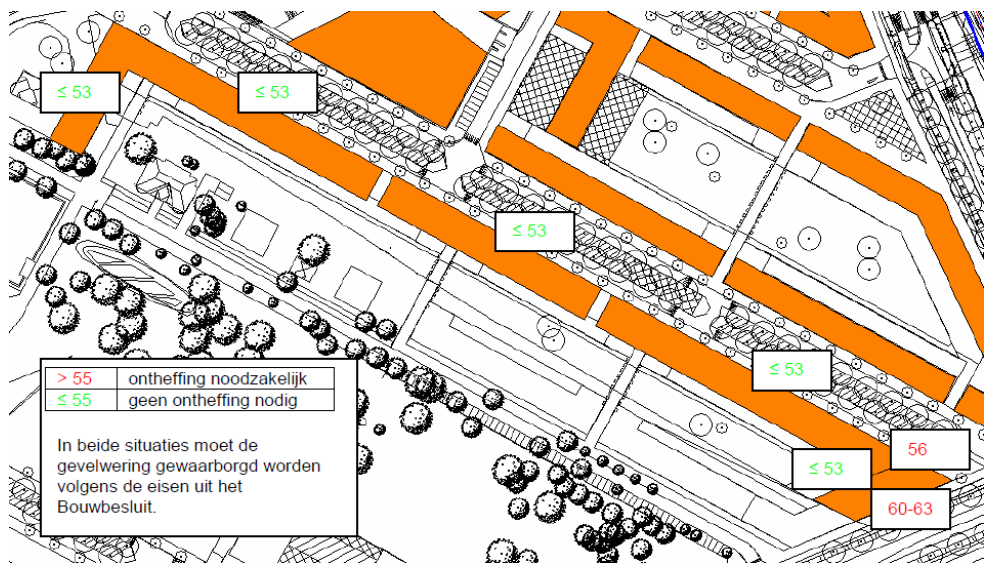 ≤ 53
≤ 53
≤ 53
≤ 53
56
≤ 53
60-63
> 55 ontheffing noodzakelijk
≤ 55 geen ontheffing nodig
In beide situaties moet de
gevelwering gewaarborgd worden
volgens de eisen uit het
Bouwbesluit.